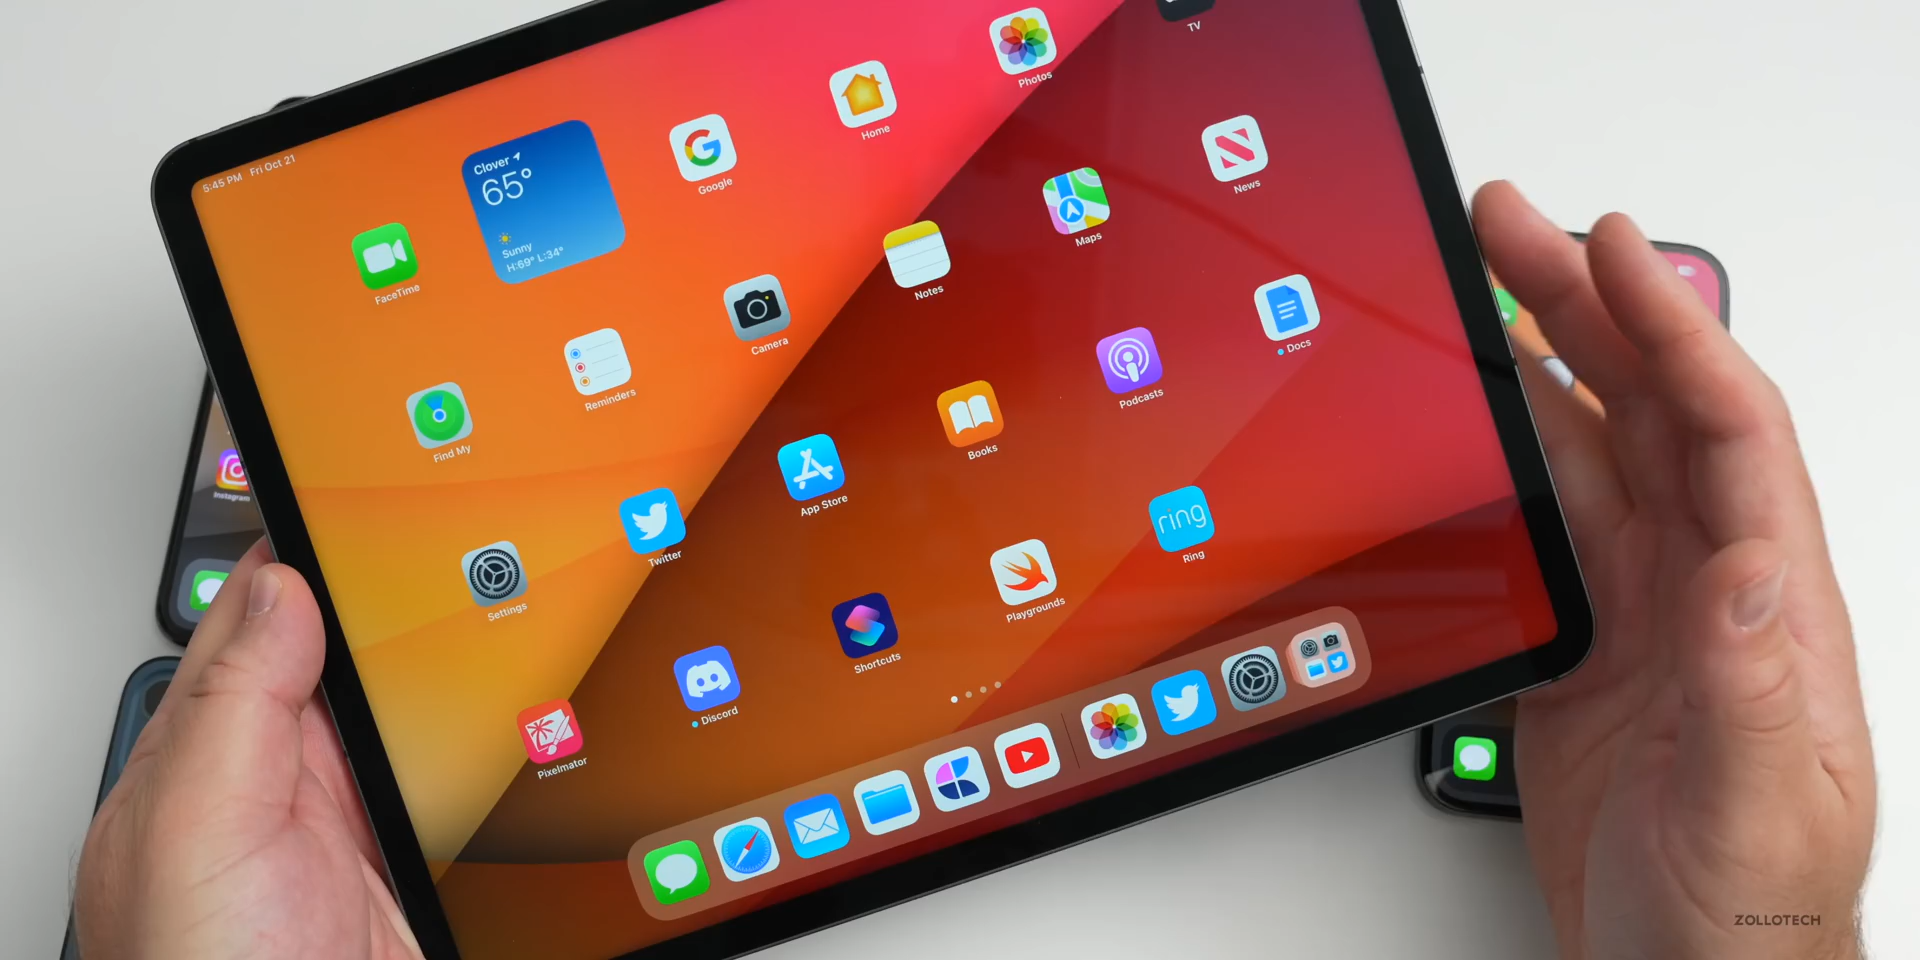 5:45 PM Fri Oct 21
TV
Photos
Home
Google
Clover
65°
Sunny
H:69° L:34°
FaceTime
News
Maps
Notes
Camera
Reminders
Find My
Docs
Podcasts
Books
App Store
Twitter
Settings
ring
Ring
Playgrounds
Shortcuts
Discord
Pixelmator
Instagram
ZOLLOTECH